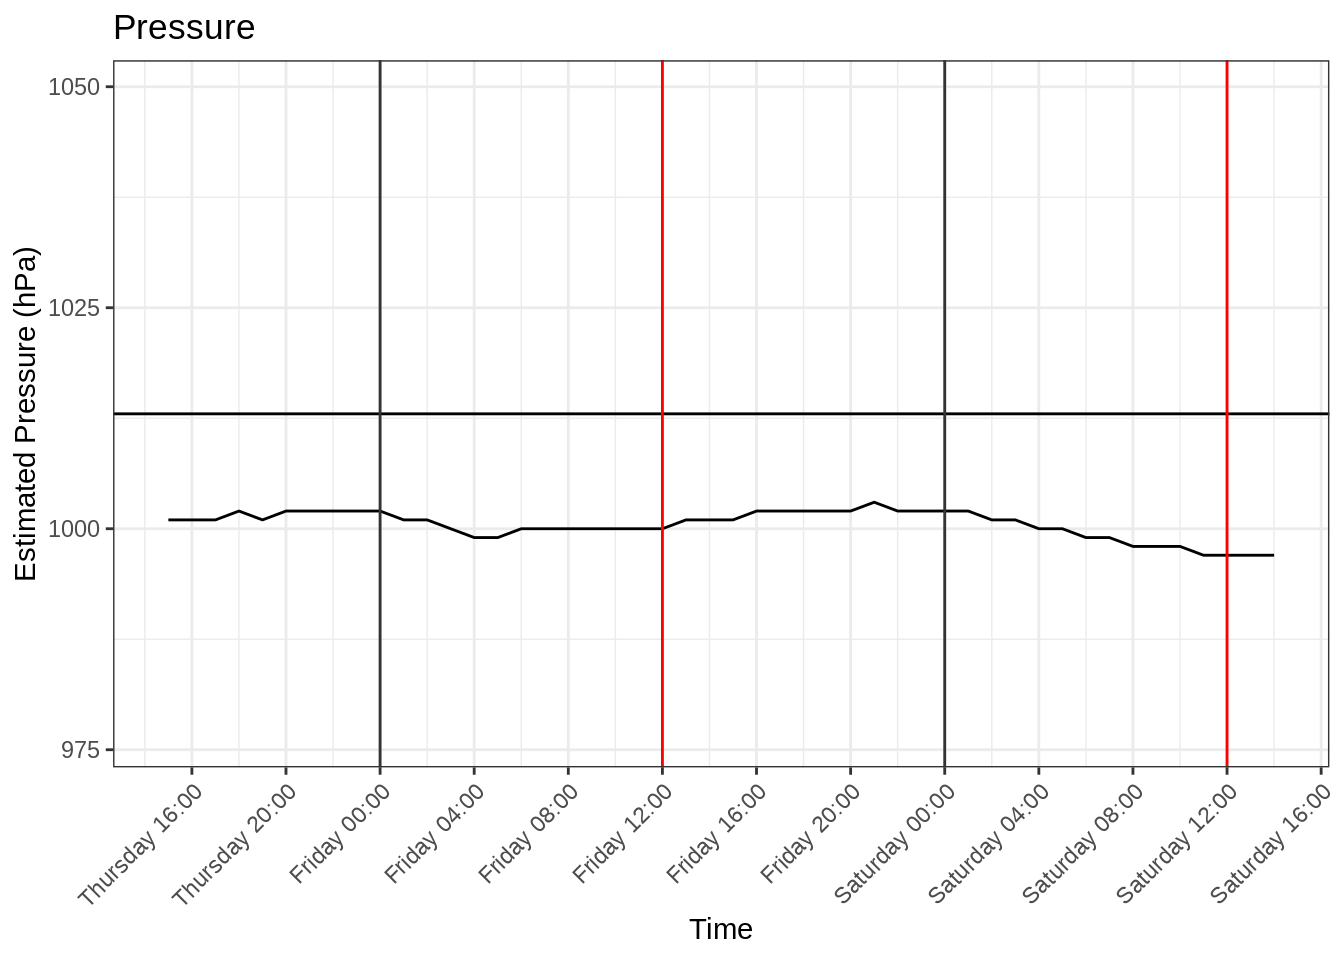 Pressure
Estimated Pressure (hPa)
1050
1025
1000
975
Thursday 16:00
Thursday 20:00
Friday 00:00
Friday 04:00
Friday 08:00
Friday 12:00
Friday 16:00
Friday 20:00
Saturday 00:00
Saturday 04:00
Saturday 08:00
Saturday 12:00
Saturday 16:00
Time